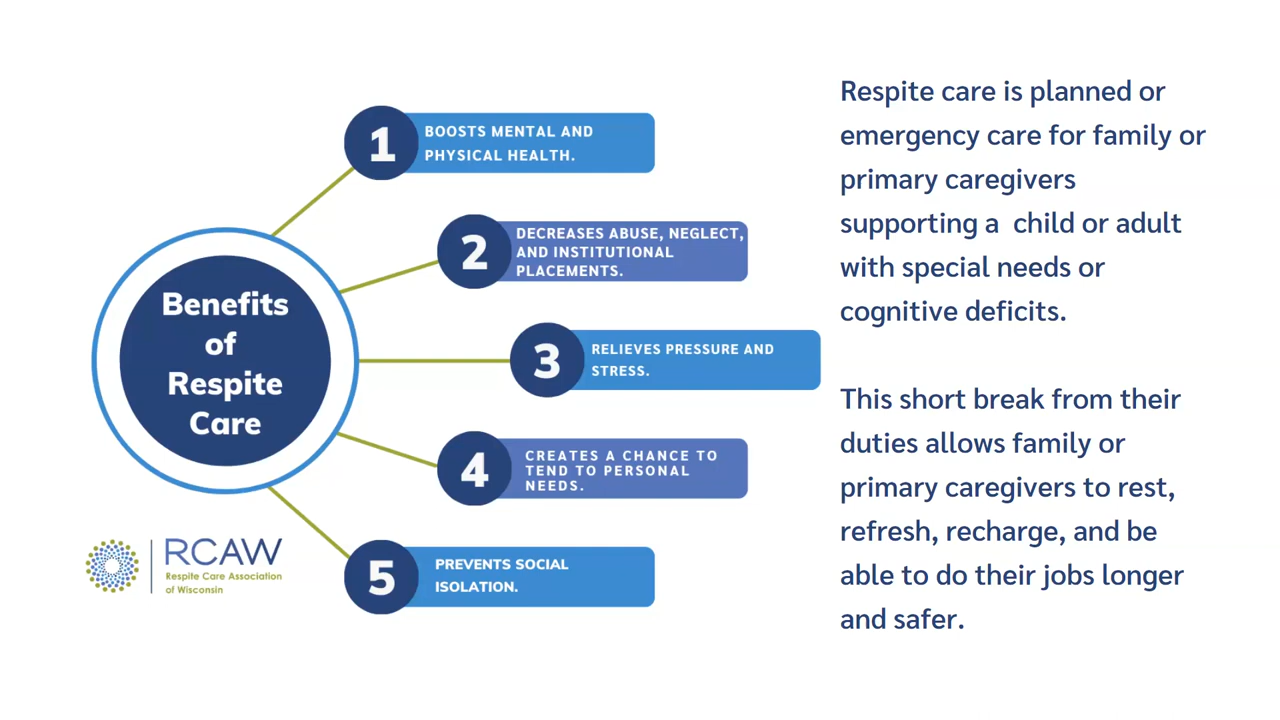 Benefits
of
Respite
Care
1
BOOSTS MENTAL AND
PHYSICAL HEALTH.
2
DECREASES ABUSE, NEGLECT,
AND INSTITUTIONAL
PLACEMENTS.
3
RELIEVES PRESSURE AND
STRESS.
4
CREATES A CHANCE TO
TEND TO PERSONAL
NEEDS.
5
PREVENTS SOCIAL
ISOLATION.
RCAW
Respite Care Association
of Wisconsin
Respite care is planned or
emergency care for family or
primary caregivers
supporting a  child or adult
with special needs or
cognitive deficits.
This short break from their
duties allows family or
primary caregivers to rest,
refresh, recharge, and be
able to do their jobs longer
and safer.